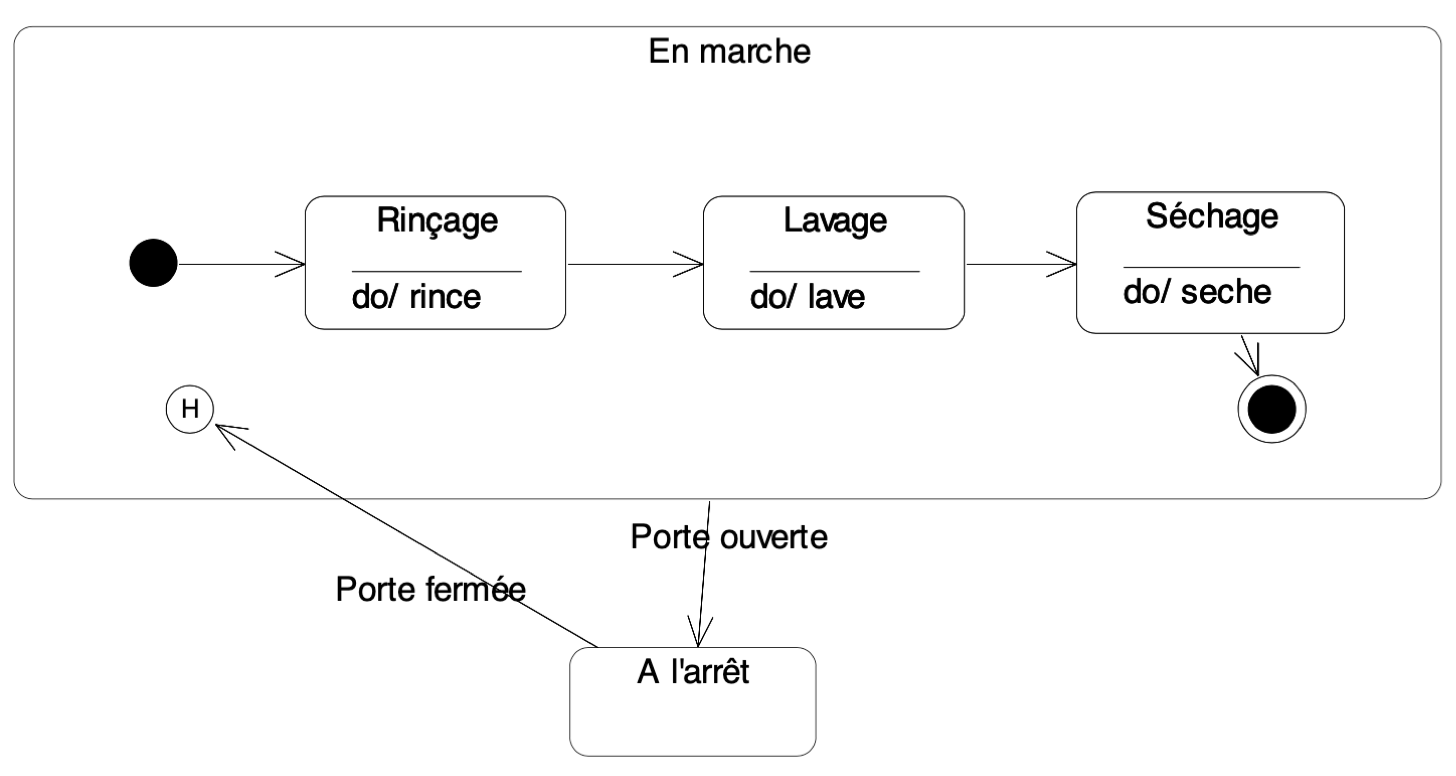 En marche
Rinçage
do/ rince
Lavage
do/ lave
Séchage
do/ seche
H
Porte ouverte
Porte fermée
A l'arrêt